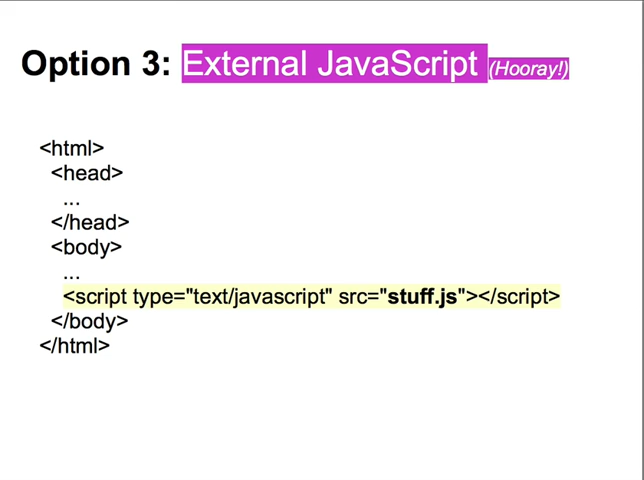 Option 3: External JavaScript (Hooray!)
<html>
<head>
...
</head>
<body>
...
<script type="text/javascript" src="stuff.js"></script>
</body>
</html>